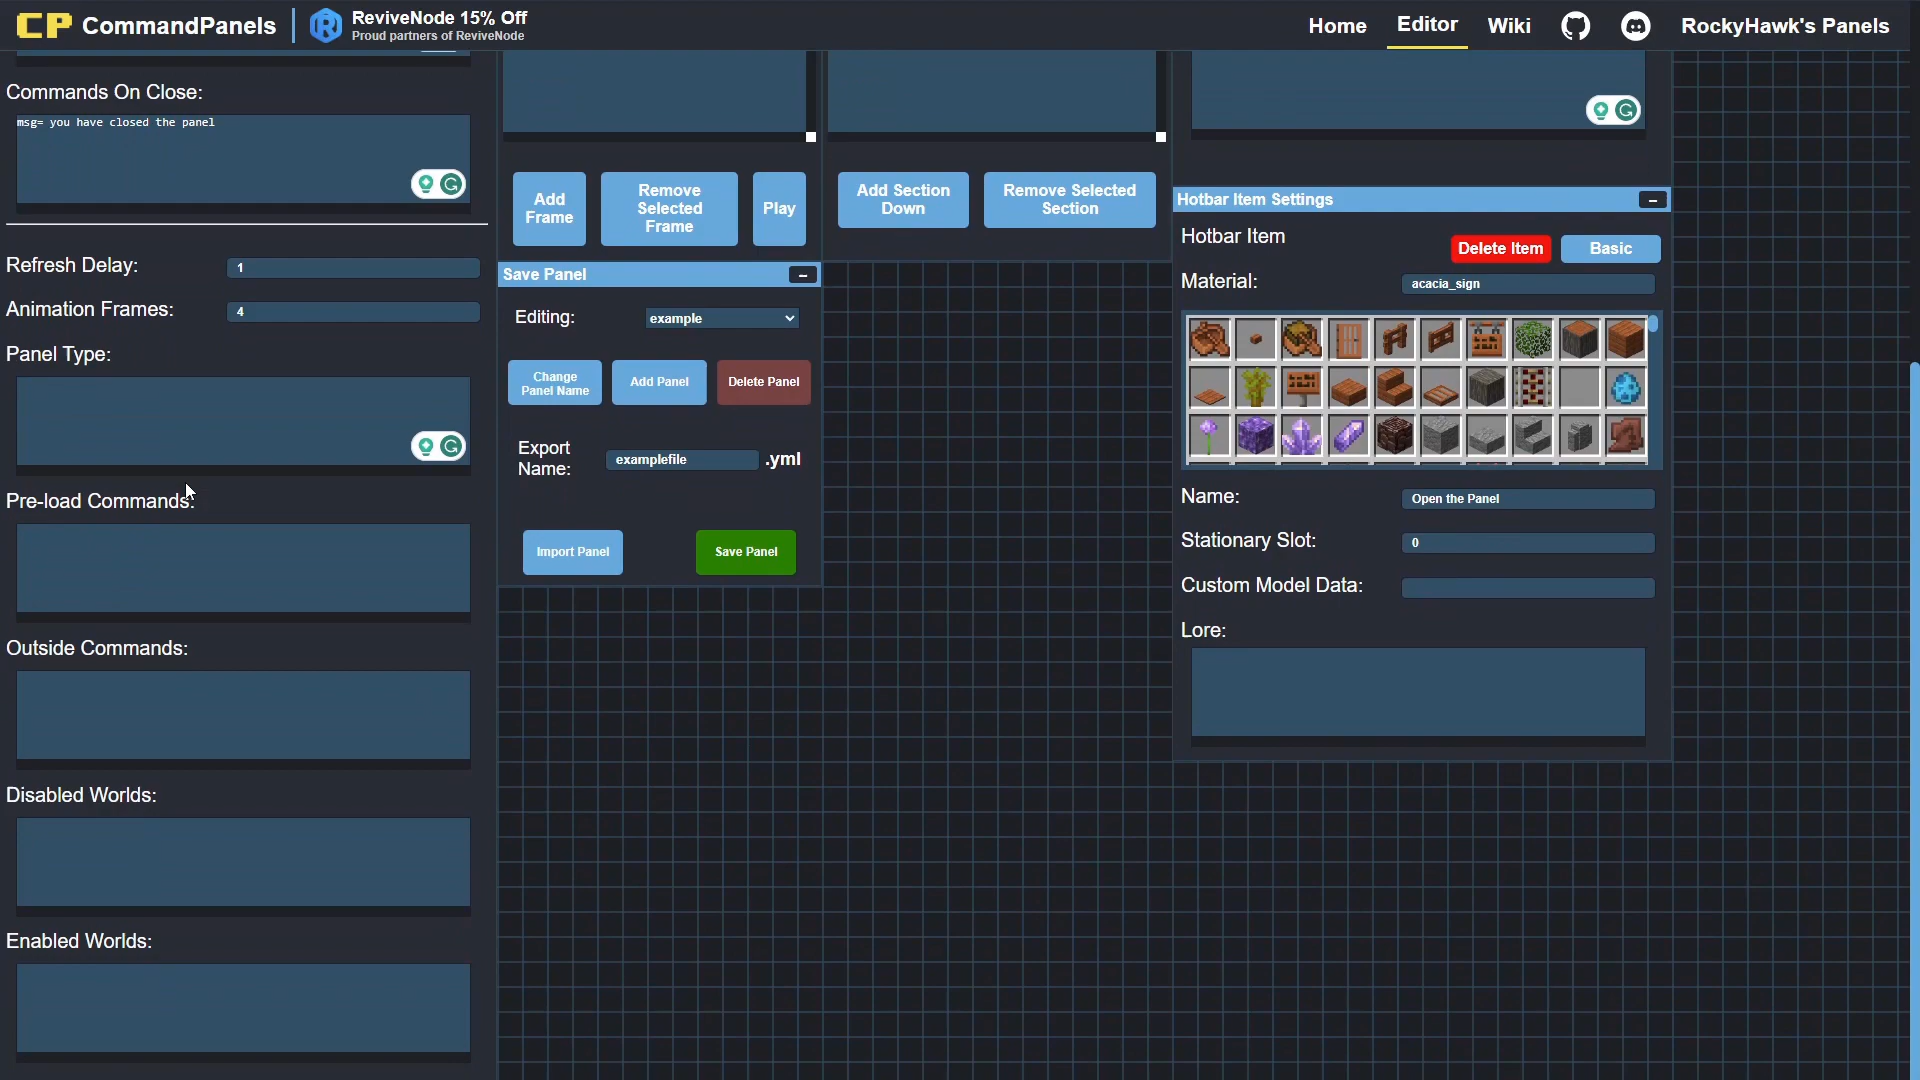 CP CommandPanels
ReviveNode 15% Off
Proud partners of ReviveNode
Home
Editor
Wiki
RockyHawk's Panels
Commands On Close:
msg= you have closed the panel
Refresh Delay:
1
Animation Frames:
4
Panel Type:
Pre-load Commands:
Outside Commands:
Disabled Worlds:
Enabled Worlds:
Add
Frame
Remove
Selected
Frame
Play
Save Panel
Editing:
example
Change
Panel Name
Add Panel
Delete Panel
Export
Name:
examplefile
.yml
Import Panel
Save Panel
Add Section
Down
Remove Selected
Section
Hotbar Item Settings
Hotbar Item
Delete Item
Basic
Material:
acacia_sign
Name:
Open the Panel
Stationary Slot:
0
Custom Model Data:
Lore: